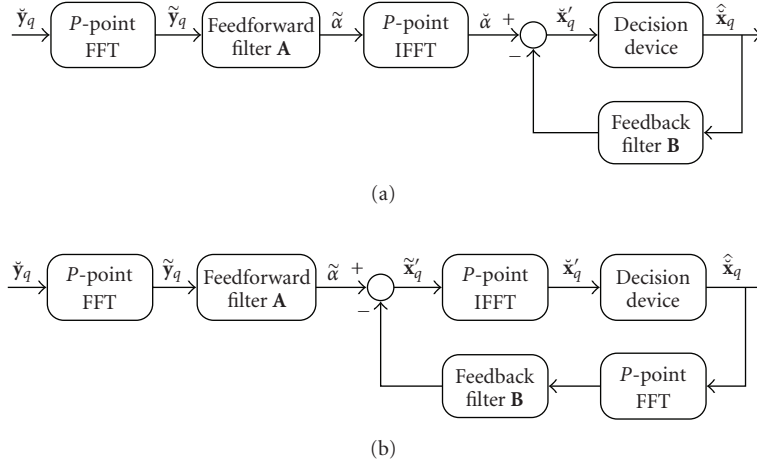 y̆q P-point FFT ỹq Feedforward filter A α̃ P-point IFFT ᾰ + − x̆′q Decision device x̆̂q
Feedback filter B
(a)
y̆q P-point FFT ỹq Feedforward filter A α̃ + − x̃′q P-point IFFT x̆′q Decision device x̆̂q
Feedback filter B P-point FFT
(b)